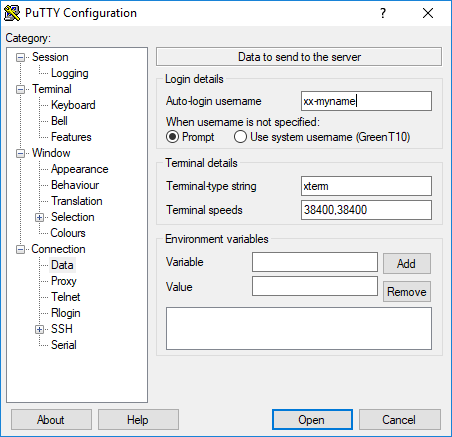 PuTTY Configuration
?
Category:
Session
Logging
Terminal
Keyboard
Bell
Features
Window
Appearance
Behaviour
Translation
Selection
Colours
Connection
Data
Proxy
Telnet
Rlogin
SSH
Serial
Data to send to the server
Login details
Auto-login username xx-myname
When username is not specified:
Prompt Use system username (GreenT10)
Terminal details
Terminal-type string xterm
Terminal speeds 38400,38400
Environment variables
Variable Add
Value Remove
About Help Open Cancel